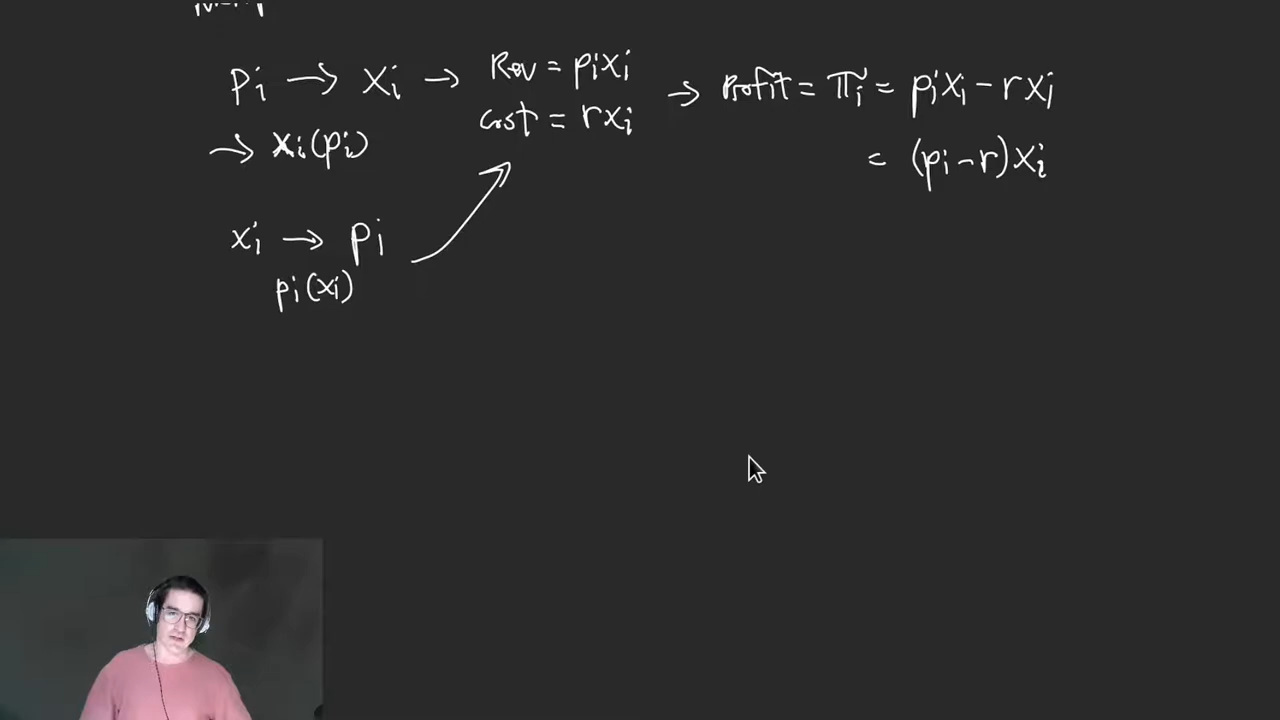 pi → xi → Rev = pixi
cost = rxi
→ Profit = πi = pixi - rxi
= (pi - r)xi
→ xi(pi)
xi → pi
pi(xi)